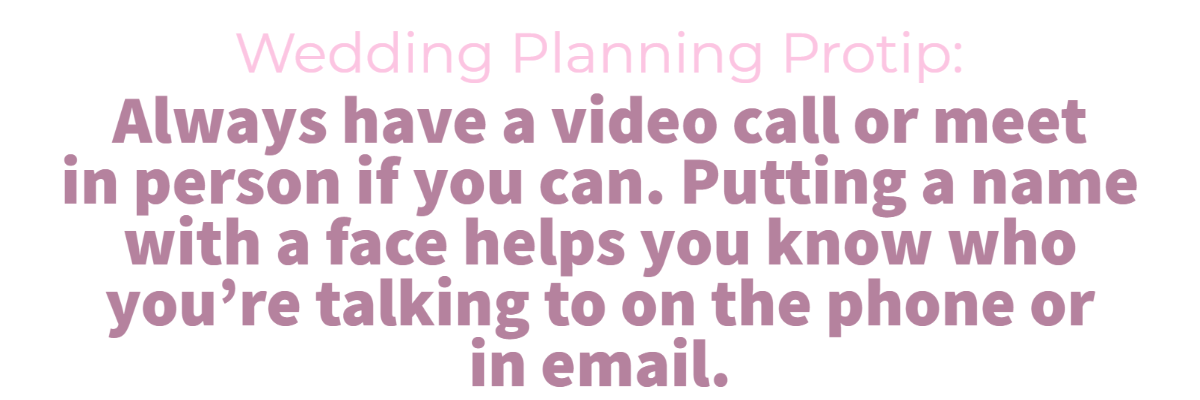 Wedding Planning Protip:
Always have a video call or meet
in person if you can. Putting a name
with a face helps you know who
you’re talking to on the phone or
in email.